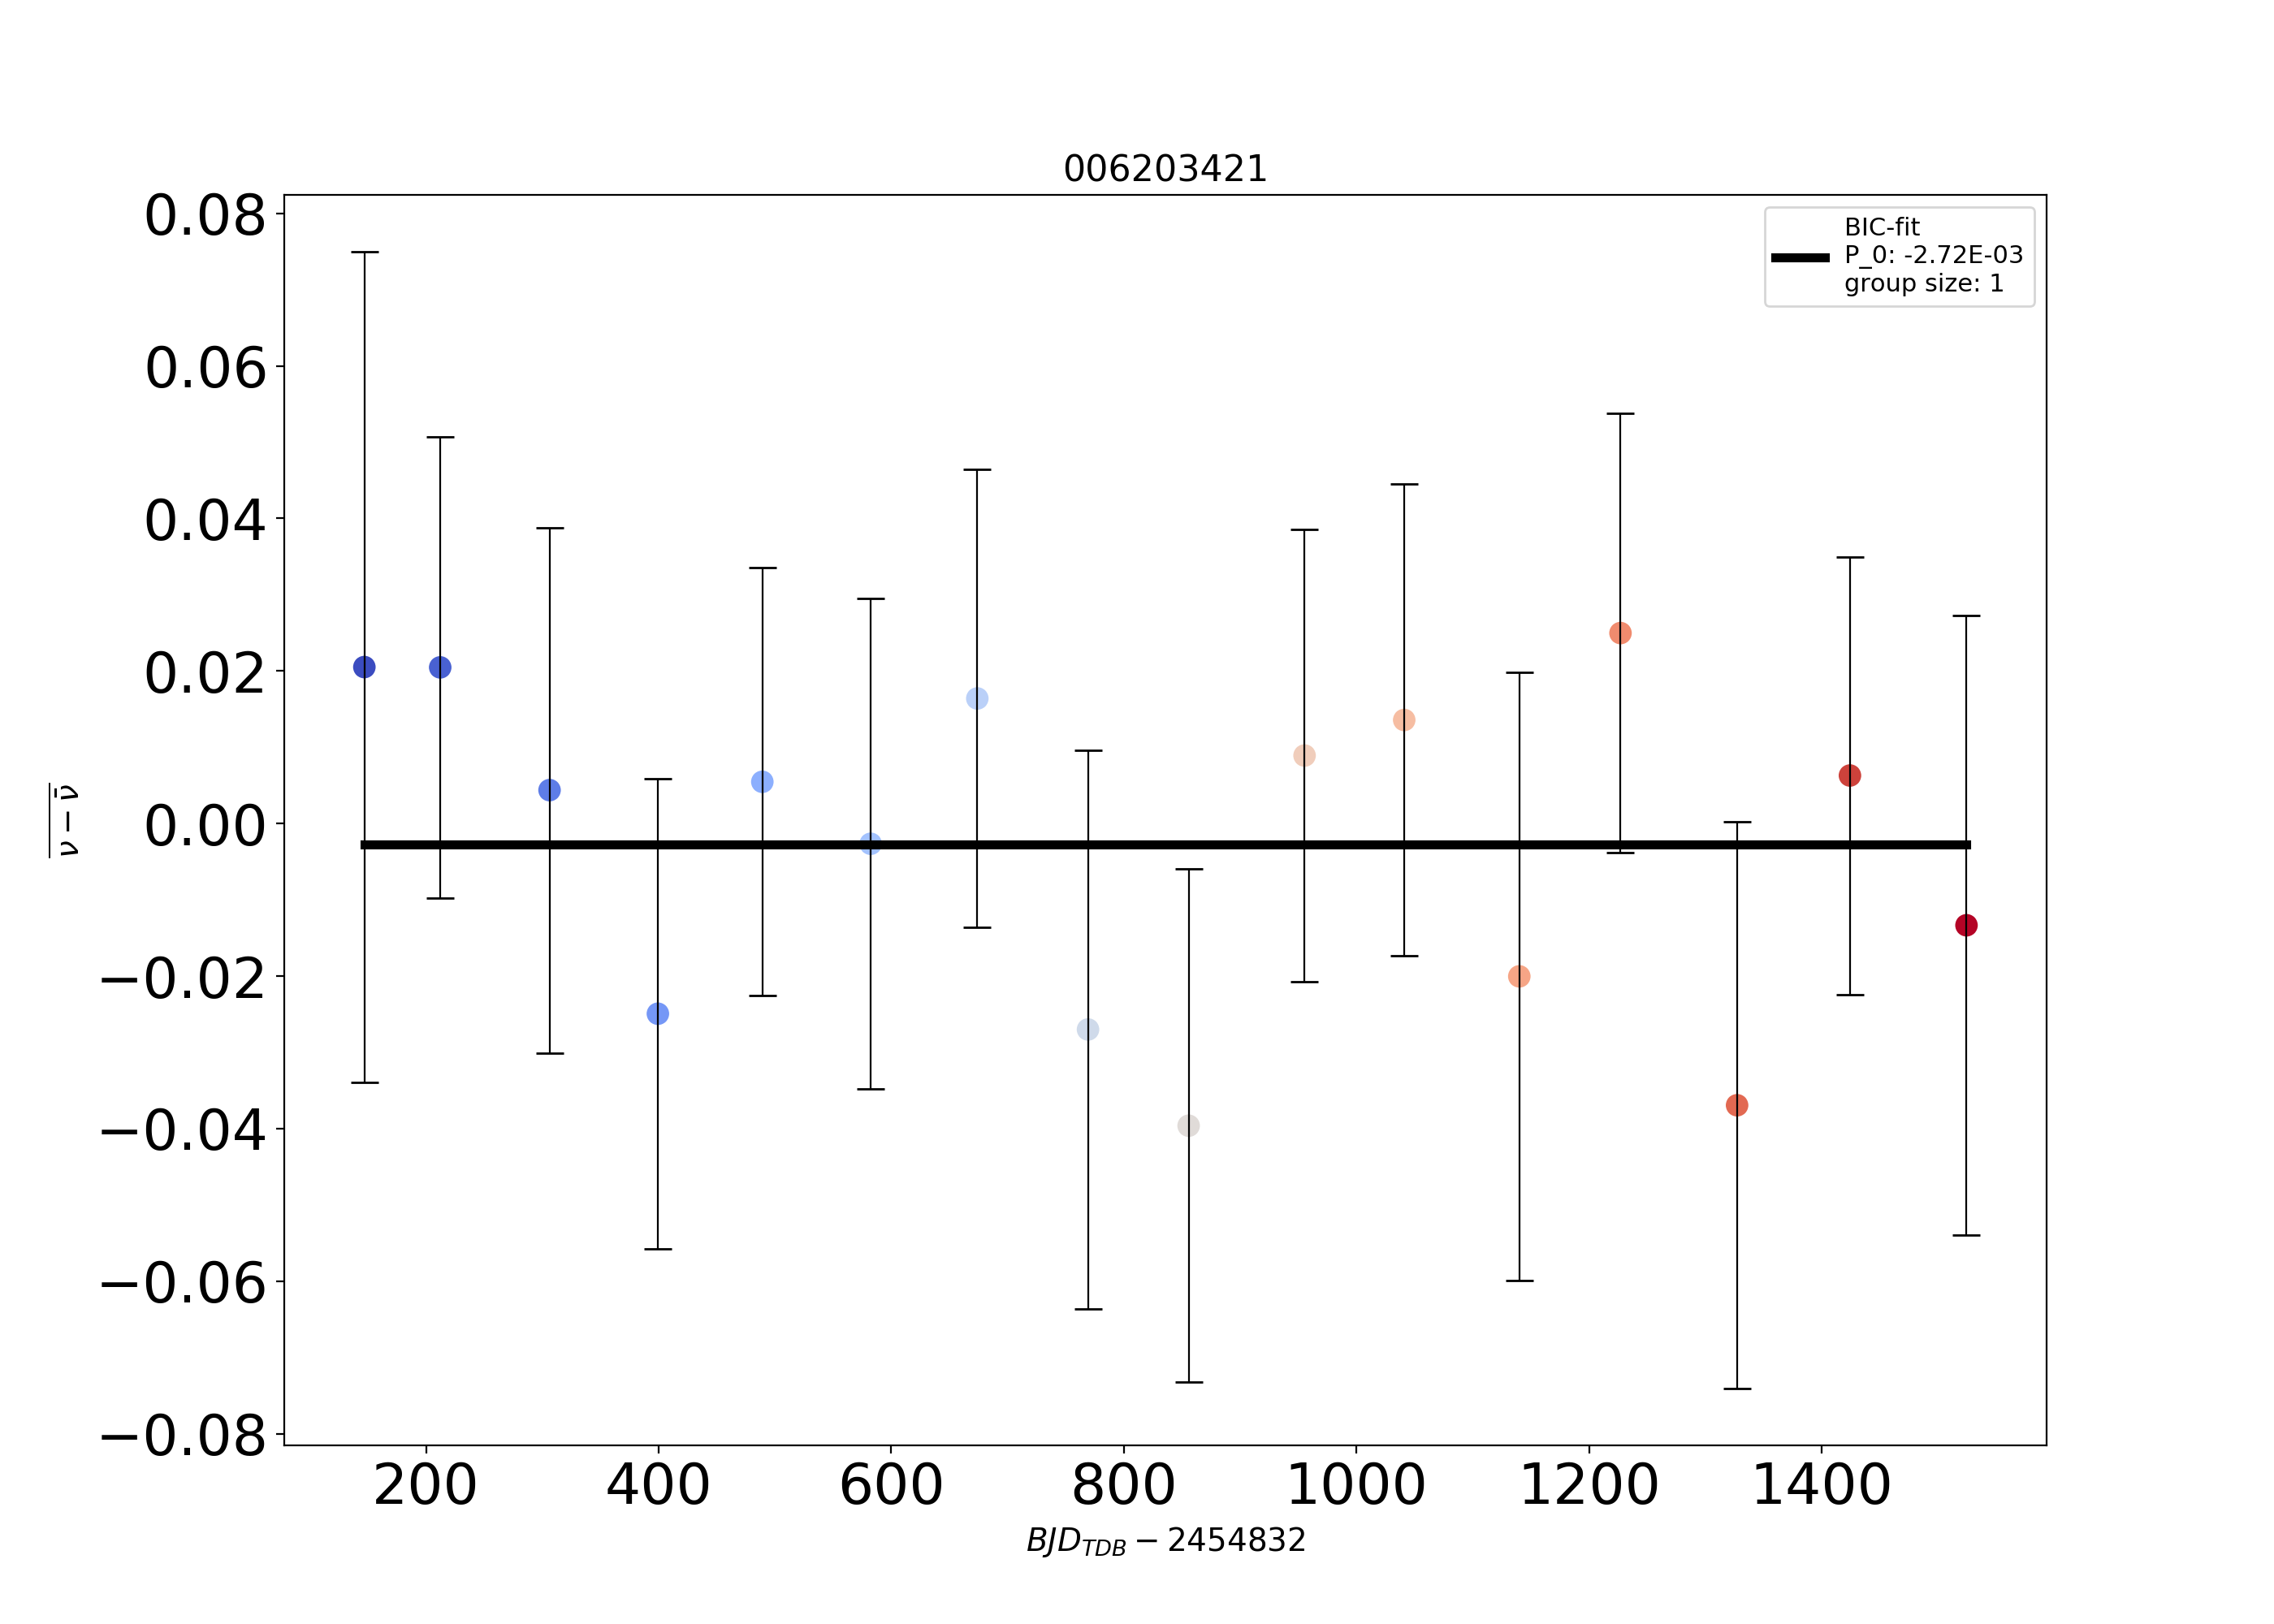 006203421
BIC-fit
P_0: -2.72E-03
group size: 1
0.08
0.06
0.04
0.02
0.00
−0.02
−0.04
−0.06
−0.08
ν − ν̄
200 400 600 800 1000 1200 1400
BJD_TDB − 2454832